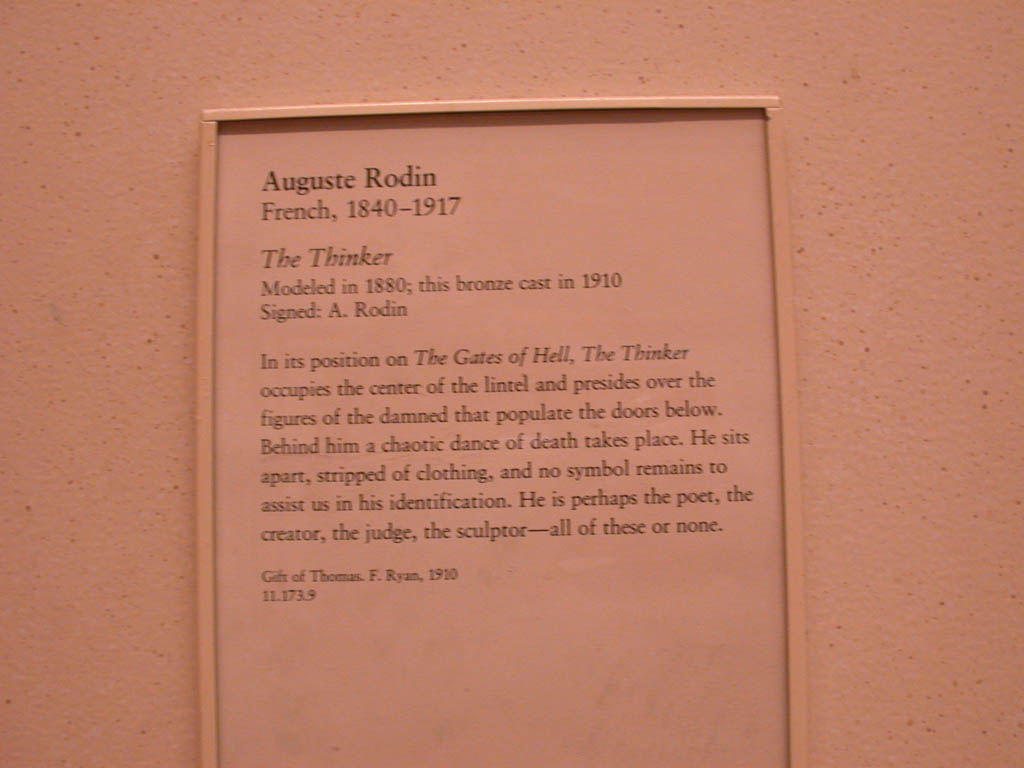 Auguste Rodin
French, 1840–1917
The Thinker
Modeled in 1880; this bronze cast in 1910
Signed: A. Rodin
In its position on The Gates of Hell, The Thinker
occupies the center of the lintel and presides over the
figures of the damned that populate the doors below.
Behind him a chaotic dance of death takes place. He sits
apart, stripped of clothing, and no symbol remains to
assist us in his identification. He is perhaps the poet, the
creator, the judge, the sculptor—all of these or none.
Gift of Thomas. F. Ryan, 1910
11.173.9